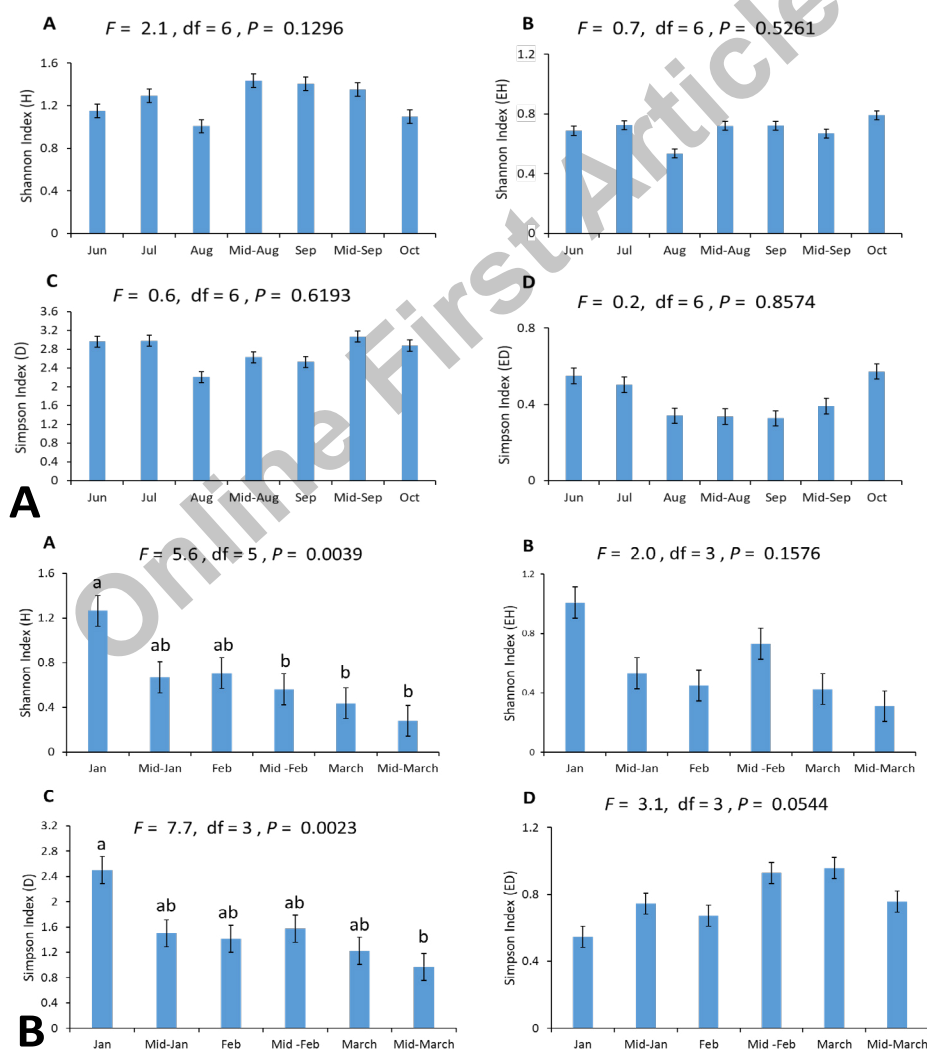 A
F = 2.1 , df = 6 , P = 0.1296
Shannon Index (H)
1.6
1.2
0.8
0.4
0
Jun Jul Aug Mid-Aug Sep Mid-Sep Oct
B
F = 0.7, df = 6 , P = 0.5261
Shannon Index (EH)
1.2
0.8
0.4
0
Jun Jul Aug Mid-Aug Sep Mid-Sep Oct
C
F = 0.6, df = 6 , P = 0.6193
Simpson Index (D)
3.6
3.2
2.8
2.4
2
1.6
1.2
0.8
0.4
Jun Jul Aug Mid-Aug Sep Mid-Sep Oct
D
F = 0.2, df = 6 , P = 0.8574
Simpson Index (ED)
0.8
0.4
0
Jun Jul Aug Mid-Aug Sep Mid-Sep Oct
A
A
F = 5.6 , df = 5 , P = 0.0039
Shannon Index (H)
1.6
1.2
0.8
0.4
0
a ab ab b b b
Jan Mid-Jan Feb Mid -Feb March Mid-March
B
F = 2.0 , df = 3 , P = 0.1576
Shannon Index (EH)
1.2
0.8
0.4
0
Jan Mid-Jan Feb Mid -Feb March Mid-March
C
F = 7.7, df = 3 , P = 0.0023
Simpson Index (D)
3.2
2.8
2.4
2
1.6
1.2
0.8
0.4
0
a ab ab ab ab b
Jan Mid-Jan Feb Mid -Feb March Mid-March
D
F = 3.1, df = 3 , P = 0.0544
Simpson Index (ED)
1.2
0.8
0.4
0
Jan Mid-Jan Feb Mid -Feb March Mid-March
B
Online First Article